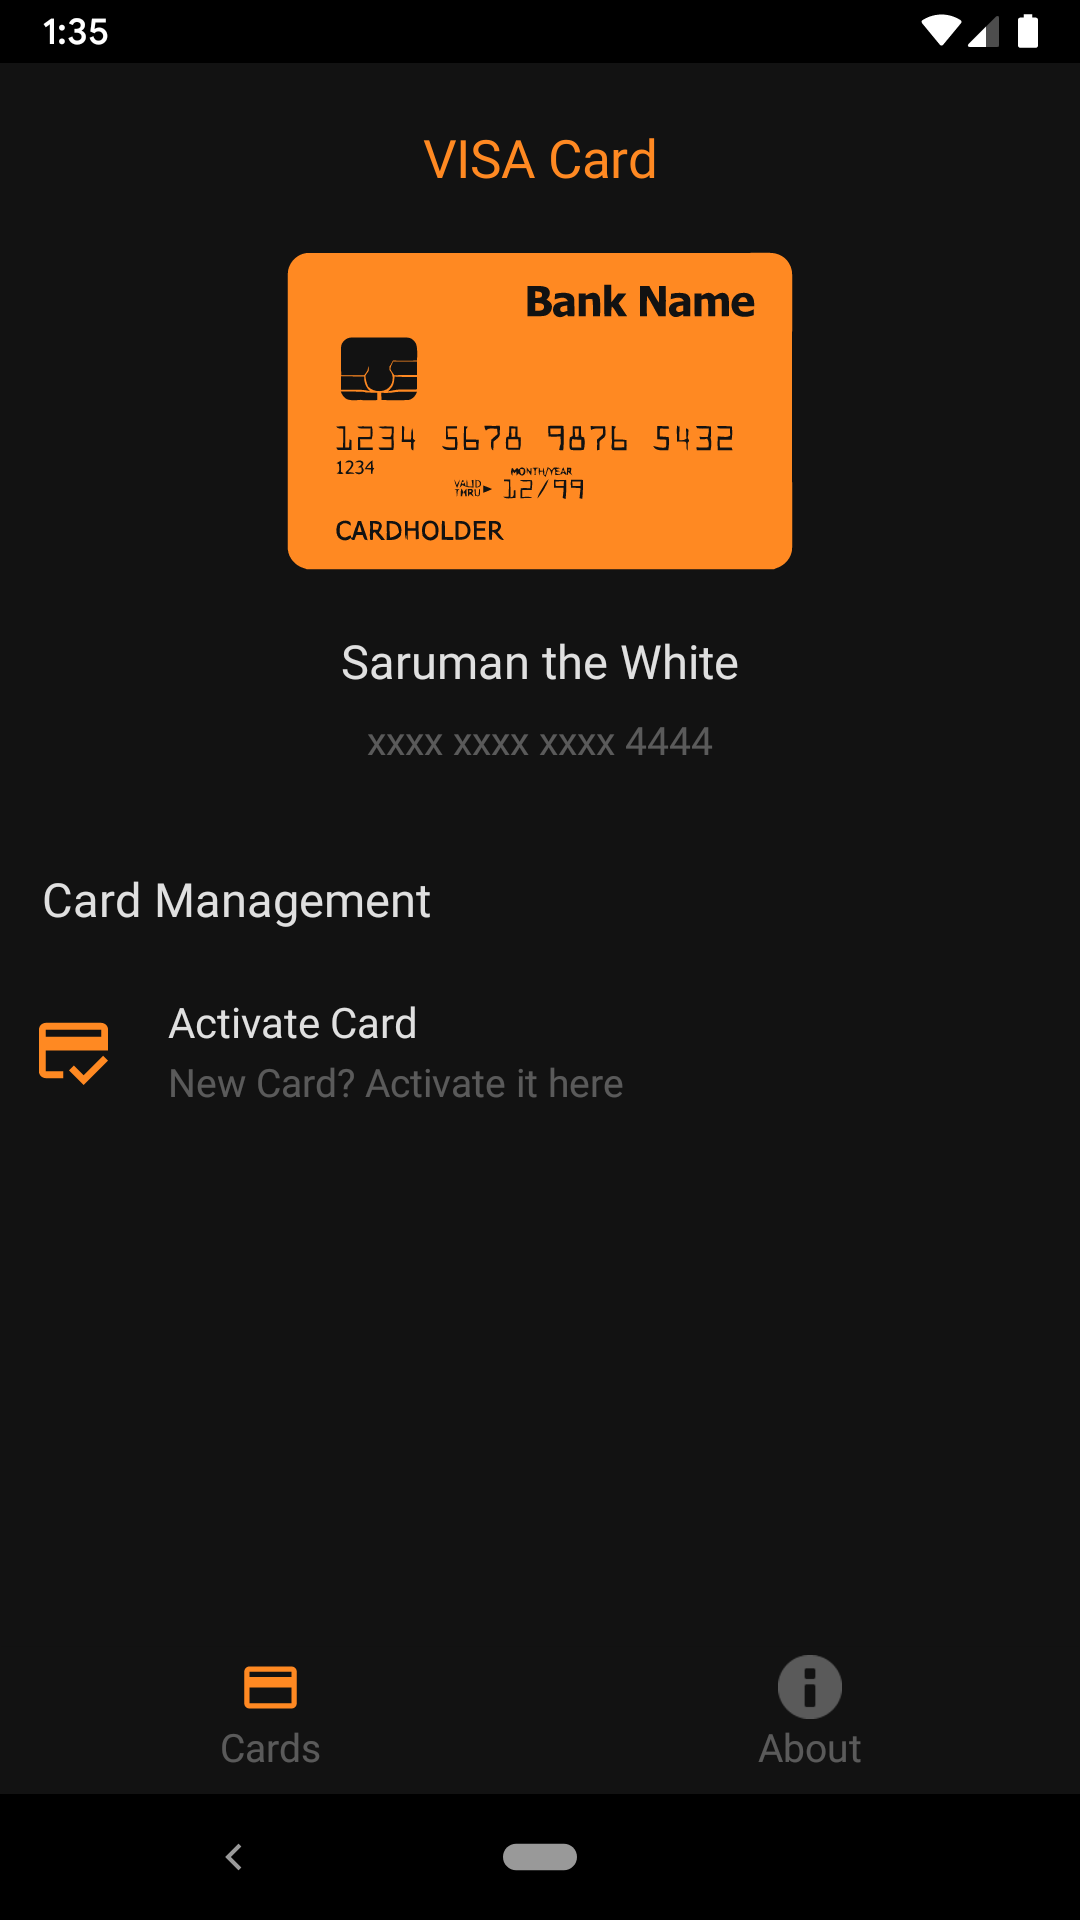 1:35
VISA Card
Bank Name
1234 5678 9876 5432
1234
MONTH/YEAR
VALID
THRU
12/99
CARDHOLDER
Saruman the White
xxxx xxxx xxxx 4444
Card Management
Activate Card
New Card? Activate it here
Cards
About